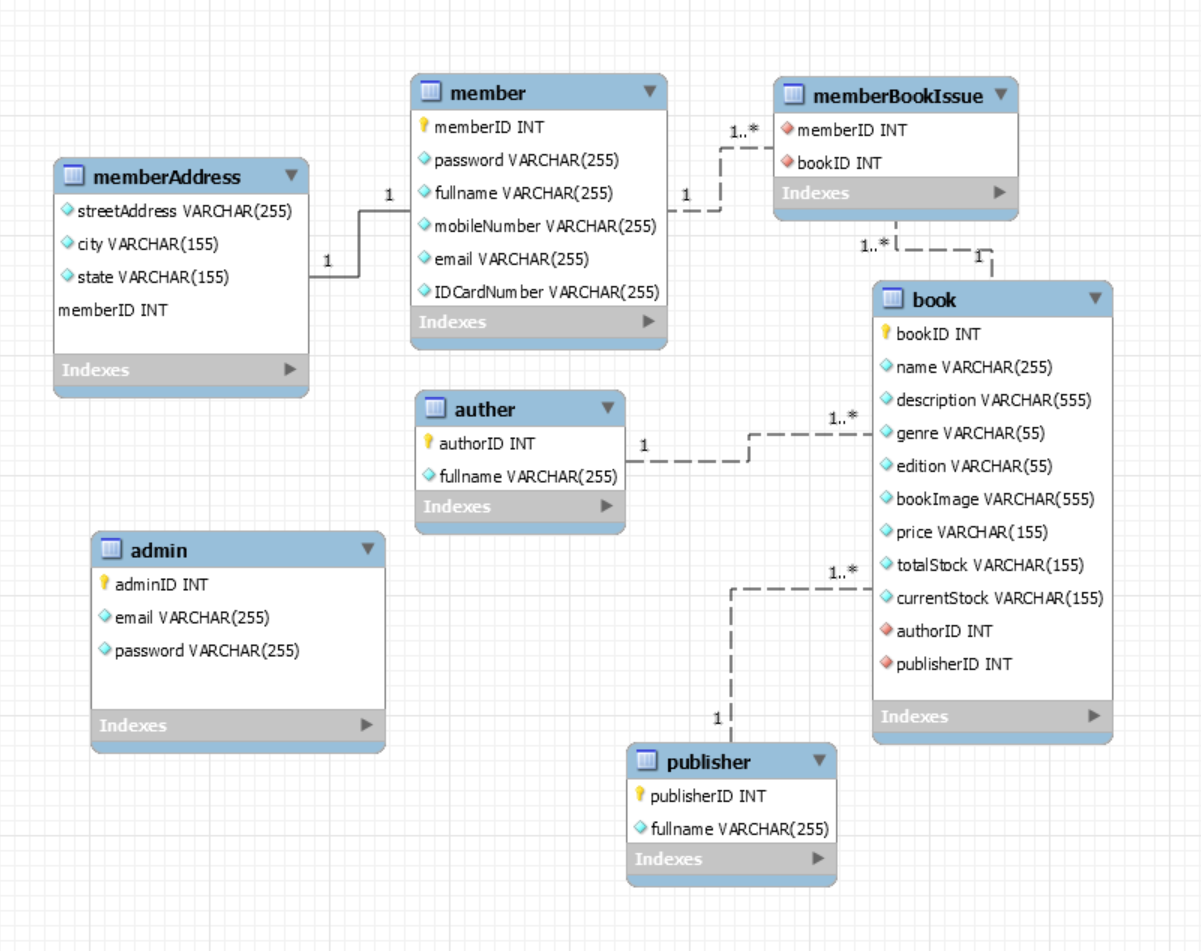 member
memberID INT
password VARCHAR(255)
fullname VARCHAR(255)
mobileNumber VARCHAR(255)
email VARCHAR(255)
IDCardNumber VARCHAR(255)
Indexes
memberBookIssue
memberID INT
bookID INT
Indexes
memberAddress
streetAddress VARCHAR(255)
city VARCHAR(155)
state VARCHAR(155)
memberID INT
Indexes
1
1
1
1..*
1..*
1
book
bookID INT
name VARCHAR(255)
description VARCHAR(555)
genre VARCHAR(55)
edition VARCHAR(55)
bookImage VARCHAR(555)
price VARCHAR(155)
totalStock VARCHAR(155)
currentStock VARCHAR(155)
authorID INT
publisherID INT
Indexes
auther
authorID INT
fullname VARCHAR(255)
Indexes
1
1..*
admin
adminID INT
email VARCHAR(255)
password VARCHAR(255)
Indexes
1..*
1
publisher
publisherID INT
fullname VARCHAR(255)
Indexes